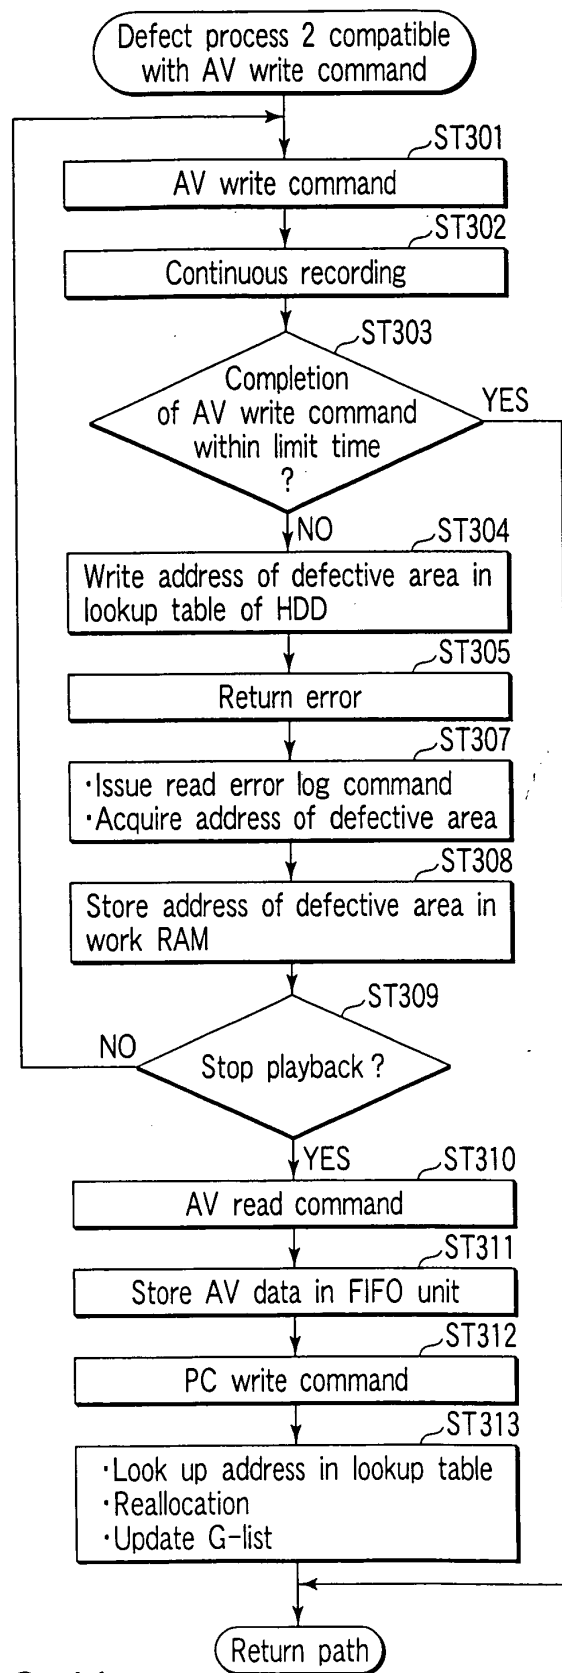 Defect process 2 compatible
with AV write command
ST301
AV write command
ST302
Continuous recording
ST303
Completion
of AV write command
within limit time
?
YES
NO
ST304
Write address of defective area in
lookup table of HDD
ST305
Return error
ST307
·Issue read error log command
·Acquire address of defective area
ST308
Store address of defective area in
work RAM
ST309
NO
Stop playback ?
YES
ST310
AV read command
ST311
Store AV data in FIFO unit
ST312
PC write command
ST313
·Look up address in lookup table
·Reallocation
·Update G-list
Return path